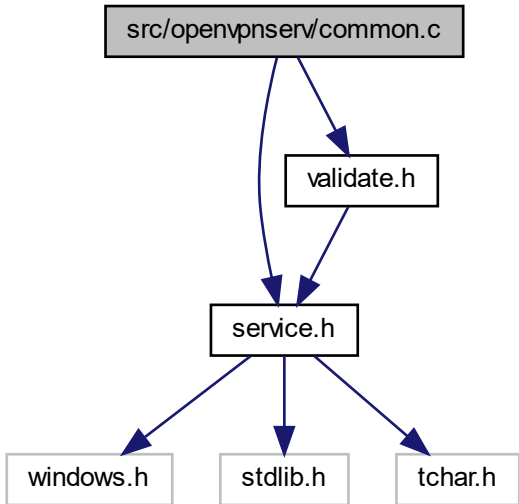 src/openvpnserv/common.c
validate.h
service.h
windows.h
stdlib.h
tchar.h